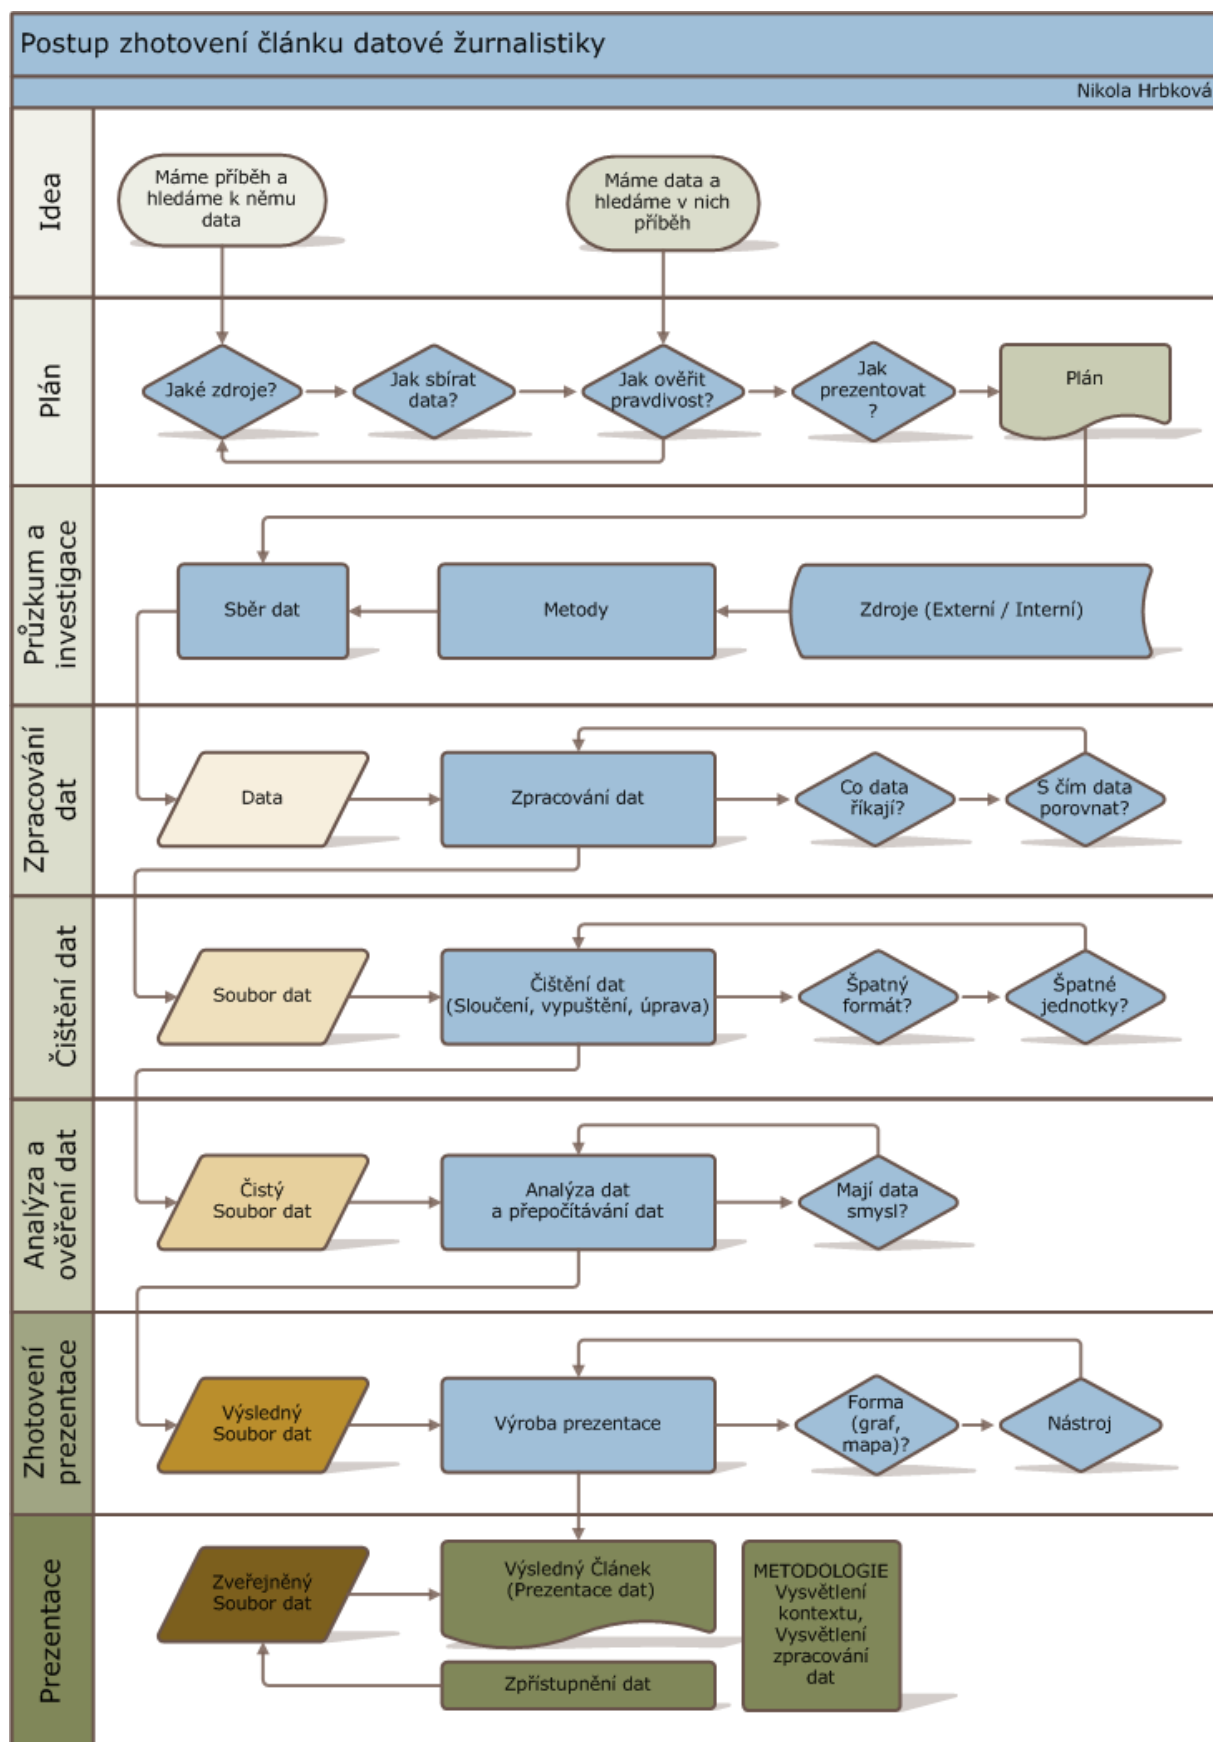 Postup zhotovení článku datové žurnalistiky
Nikola Hrbková
Idea
Máme příběh a
hledáme k němu
data
Máme data a
hledáme v nich
příběh
Plán
Jaké zdroje?
Jak sbírat
data?
Jak ověřit
pravdivost?
Jak
prezentovat
?
Plán
Průzkum a
investigace
Sběr dat
Metody
Zdroje (Externí / Interní)
Zpracování
dat
Data
Zpracování dat
Co data
říkají?
S čím data
porovnat?
Čištění dat
Soubor dat
Čištění dat
(Sloučení, vypuštění, úprava)
Špatný
formát?
Špatné
jednotky?
Analýza a
ověření dat
Čistý
Soubor dat
Analýza dat
a přepočítávání dat
Mají data
smysl?
Zhotovení
prezentace
Výsledný
Soubor dat
Výroba prezentace
Forma
(graf,
mapa)?
Nástroj
Prezentace
Zveřejněný
Soubor dat
Výsledný Článek
(Prezentace dat)
Zpřístupnění dat
METODOLOGIE
Vysvětlení
kontextu,
Vysvětlení
zpracování
dat